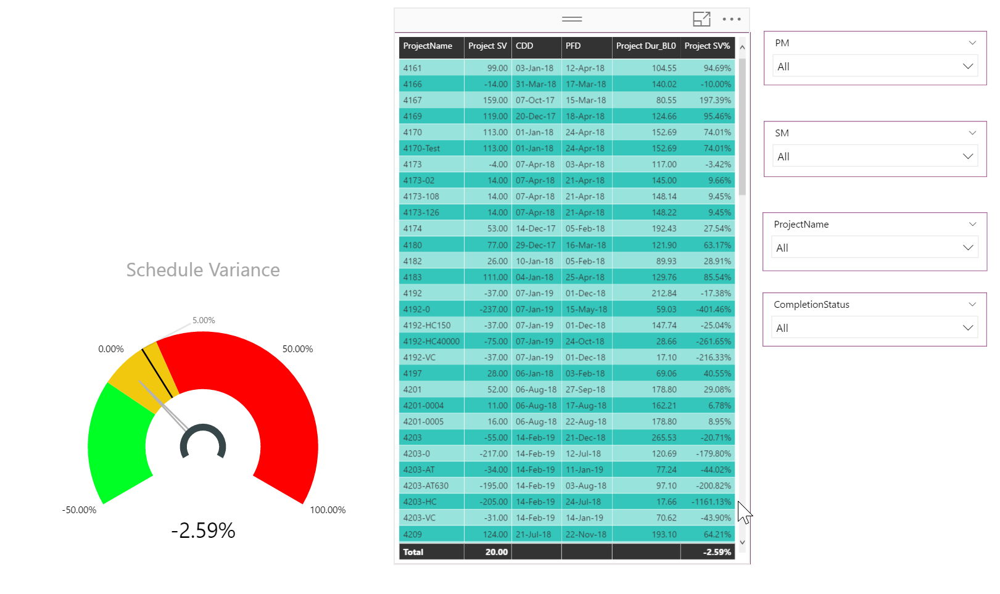 Schedule Variance
5.00%
0.00%
50.00%
-50.00%
100.00%
-2.59%
ProjectName Project SV CDD PFD Project Dur_BL0 Project SV%
4161 99.00 03-Jan-18 12-Apr-18 104.55 94.69%
4166 -14.00 31-Mar-18 17-Mar-18 140.02 -10.00%
4167 159.00 07-Oct-17 15-Mar-18 80.55 197.39%
4169 119.00 20-Dec-17 18-Apr-18 124.66 95.46%
4170 113.00 01-Jan-18 24-Apr-18 152.69 74.01%
4170-Test 113.00 01-Jan-18 24-Apr-18 152.69 74.01%
4173 -4.00 07-Apr-18 03-Apr-18 117.00 -3.42%
4173-02 14.00 07-Apr-18 21-Apr-18 145.00 9.66%
4173-108 14.00 07-Apr-18 21-Apr-18 148.14 9.45%
4173-126 14.00 07-Apr-18 21-Apr-18 148.22 9.45%
4174 53.00 14-Dec-17 05-Feb-18 192.43 27.54%
4180 77.00 29-Dec-17 16-Mar-18 121.90 63.17%
4182 26.00 10-Jan-18 05-Feb-18 89.93 28.91%
4183 111.00 04-Jan-18 25-Apr-18 129.76 85.54%
4192 -37.00 07-Jan-19 01-Dec-18 212.84 -17.38%
4192-0 -237.00 07-Jan-19 15-May-18 59.03 -401.46%
4192-HC150 -37.00 07-Jan-19 01-Dec-18 147.74 -25.04%
4192-HC40000 -75.00 07-Jan-19 24-Oct-18 28.66 -261.65%
4192-VC -37.00 07-Jan-19 01-Dec-18 17.10 -216.33%
4197 28.00 06-Jan-18 03-Feb-18 69.06 40.55%
4201 52.00 06-Aug-18 27-Sep-18 178.80 29.08%
4201-0004 11.00 06-Aug-18 17-Aug-18 162.21 6.78%
4201-0005 16.00 06-Aug-18 22-Aug-18 178.80 8.95%
4203 -55.00 14-Feb-19 21-Dec-18 265.53 -20.71%
4203-0 -217.00 14-Feb-19 12-Jul-18 120.69 -179.80%
4203-AT -34.00 14-Feb-19 11-Jan-19 77.24 -44.02%
4203-AT630 -195.00 14-Feb-19 03-Aug-18 97.10 -200.82%
4203-HC -205.00 14-Feb-19 24-Jul-18 17.66 -1161.13%
4203-VC -31.00 14-Feb-19 14-Jan-19 70.62 -43.90%
4209 124.00 21-Jul-18 22-Nov-18 193.10 64.21%
Total 20.00 -2.59%
PM
All
SM
All
ProjectName
All
CompletionStatus
All